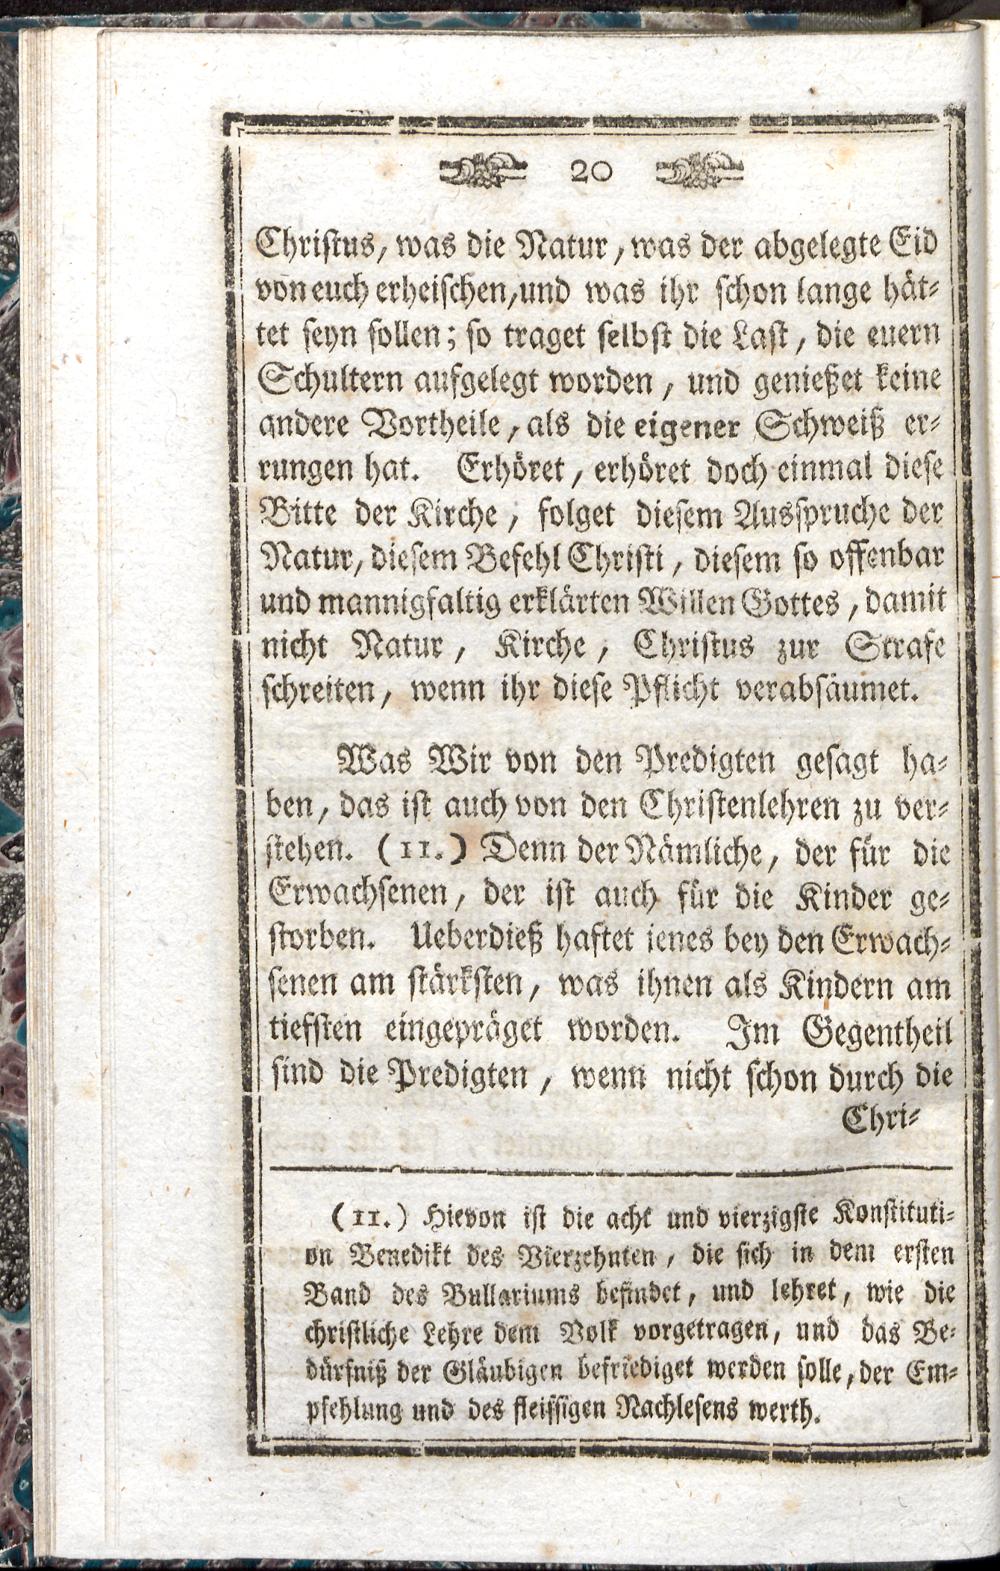 20
Christus, was die Natur, was der abgelegte Eid
von euch erheischen, und was ihr schon lange hät-
tet seyn sollen; so traget selbst die Last, die euern
Schultern aufgelegt worden, und genießet keine
andere Vortheile, als die eigener Schweiß er-
rungen hat. Erhöret, erhöret doch einmal diese
Bitte der Kirche, folget diesem Ausspruche der
Natur, diesem Befehl Christi, diesem so offenbar
und mannigfaltig erklärten Willen Gottes, damit
nicht Natur, Kirche, Christus zur Strafe
schreiten, wenn ihr diese Pflicht verabsäumet.
Was Wir von den Predigten gesagt ha-
ben, das ist auch von den Christenlehren zu ver-
stehen. (11.) Denn der Nämliche, der für die
Erwachsenen, der ist auch für die Kinder ge-
storben. Ueberdieß haftet jenes bey den Erwach-
senen am stärksten, was ihnen als Kindern am
tiefsten eingepräget worden. Im Gegentheil
sind die Predigten, wenn nicht schon durch die
Chri-
(11.) Hievon ist die acht und vierzigste Konstituti-
on Benedikt des Vierzehnten, die sich in dem ersten
Band des Bullariums befindet, und lehret, wie die
christliche Lehre dem Volk vorgetragen, und das Be-
dürfniß der Gläubigen befriediget werden solle, der Em-
pfehlung und des fleissigen Nachlesens werth.